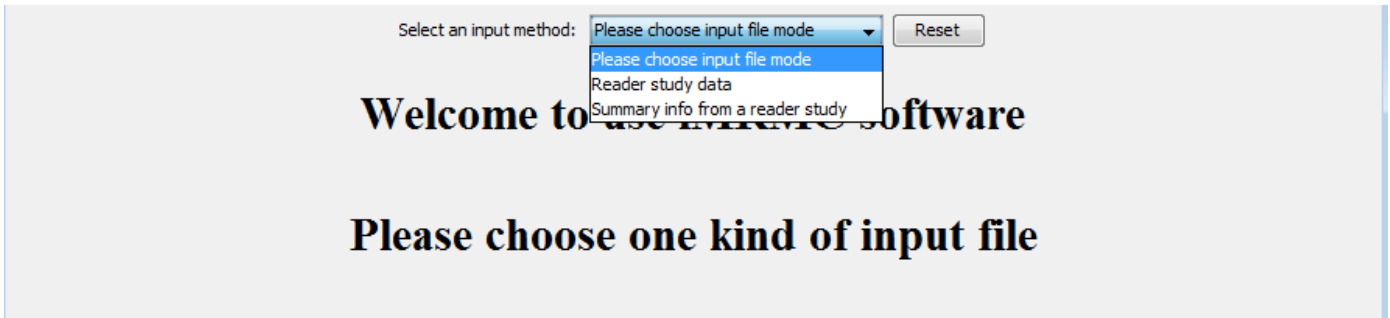 Select an input method: Please choose input file mode Reset
Please choose input file mode
Reader study data
Summary info from a reader study
Welcome to software
Please choose one kind of input file